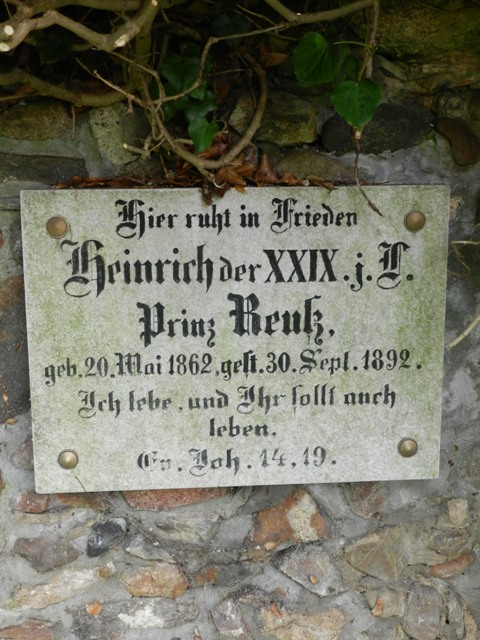 Hier ruht in Frieden
Heinrich der XXIX. j. L.
Prinz Reuß,
geb. 20. Mai 1862, gest. 30. Sept. 1892.
Ich lebe, und Ihr sollt auch
leben.
Ev. Joh. 14, 19.